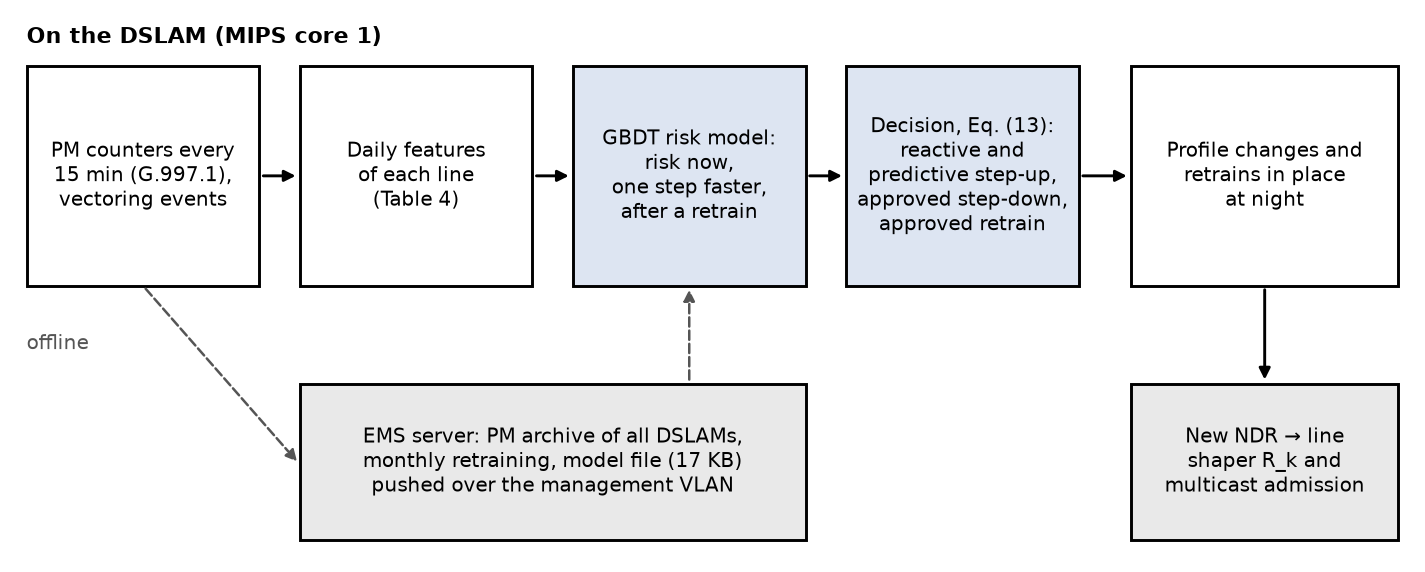 On the DSLAM (MIPS core 1)
PM counters every
15 min (G.997.1),
vectoring events
Daily features
of each line
(Table 4)
GBDT risk model:
risk now,
one step faster,
after a retrain
Decision, Eq. (13):
reactive and
predictive step-up,
approved step-down,
approved retrain
Profile changes and
retrains in place
at night
offline
EMS server: PM archive of all DSLAMs,
monthly retraining, model file (17 KB)
pushed over the management VLAN
New NDR → line
shaper R_k and
multicast admission